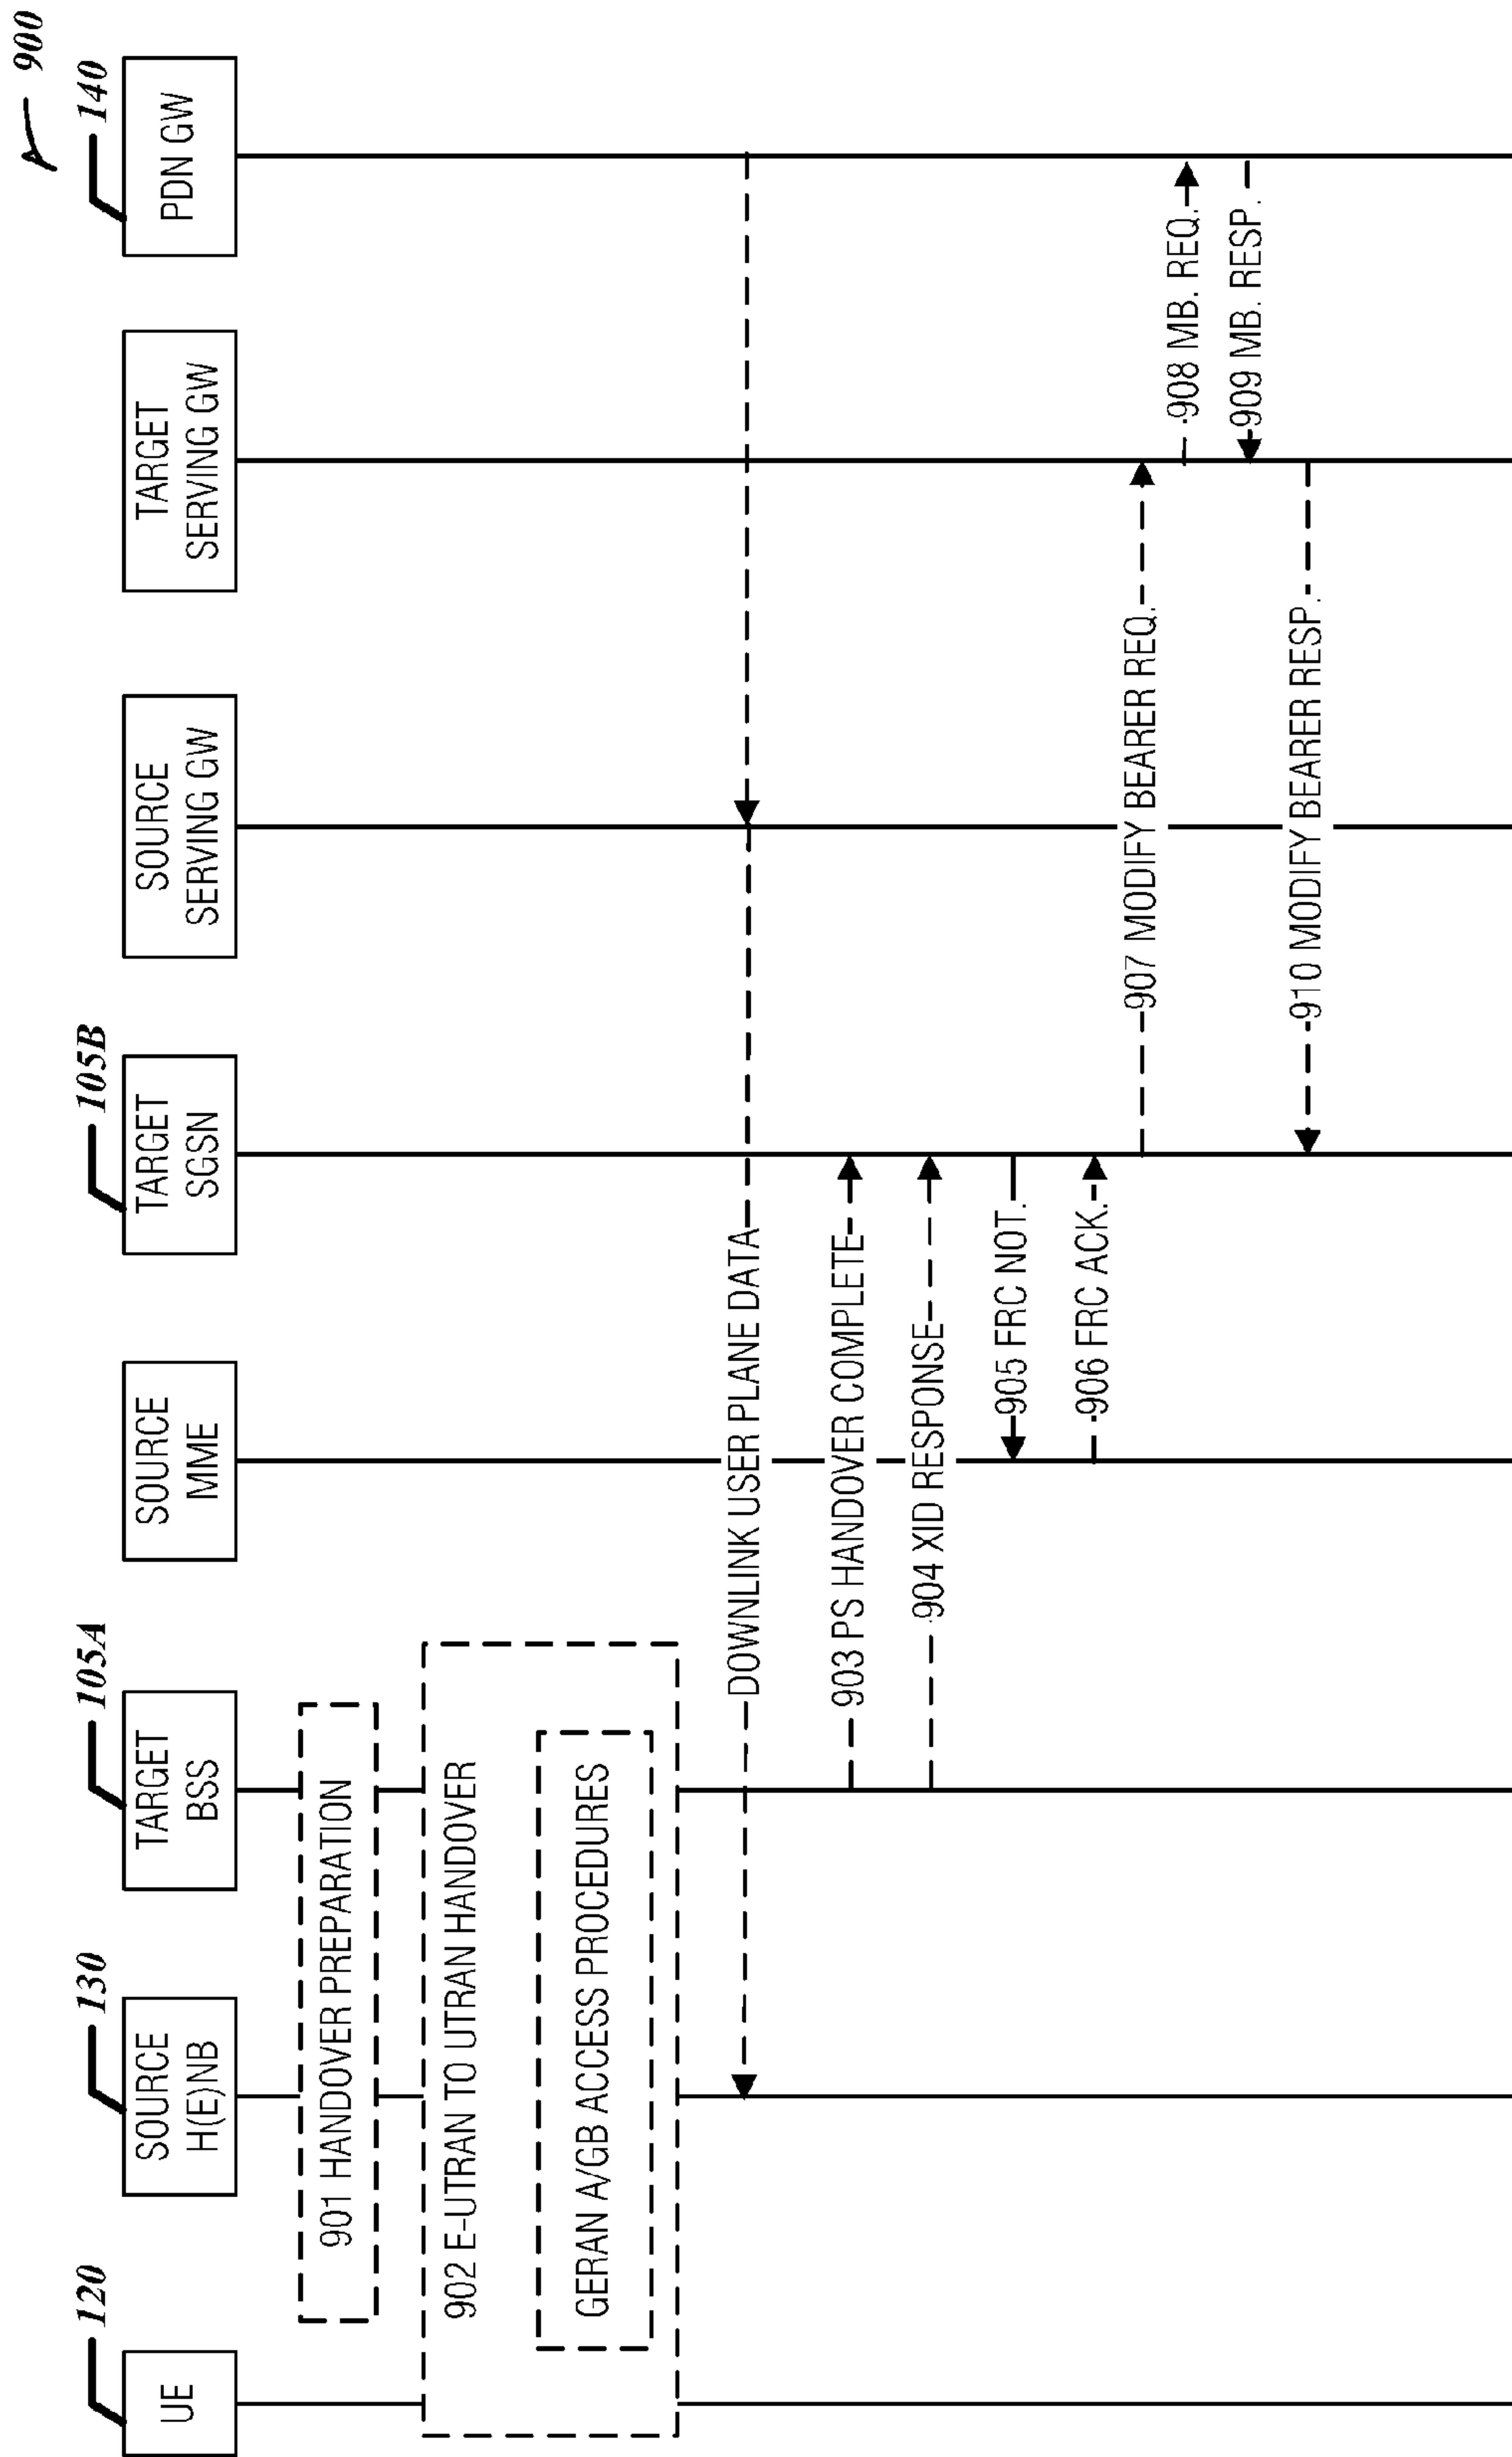 900
120
130
105A
105B
140
UE
SOURCE
H(E)NB
TARGET
BSS
SOURCE
MME
TARGET
SGSN
SOURCE
SERVING GW
TARGET
SERVING GW
PDN GW
901 HANDOVER PREPARATION
902 E-UTRAN TO UTRAN HANDOVER
GERAN A/GB ACCESS PROCEDURES
DOWNLINK USER PLANE DATA
903 PS HANDOVER COMPLETE
904 XID RESPONSE
905 FRC NOT.
906 FRC ACK.
907 MODIFY BEARER REQ.
908 MB. REQ.
909 MB. RESP.
910 MODIFY BEARER RESP.